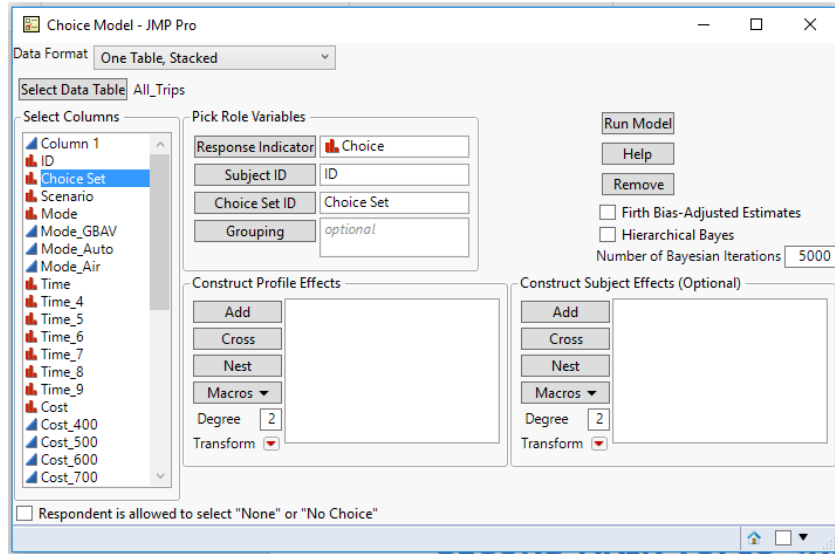 Choice Model - JMP Pro
Data Format One Table, Stacked
Select Data Table All_Trips
Select Columns
Column 1
ID
Choice Set
Scenario
Mode
Mode_GBAV
Mode_Auto
Mode_Air
Time
Time_4
Time_5
Time_6
Time_7
Time_8
Time_9
Cost
Cost_400
Cost_500
Cost_600
Cost_700
Pick Role Variables
Response Indicator Choice
Subject ID ID
Choice Set ID Choice Set
Grouping optional
Run Model
Help
Remove
Firth Bias-Adjusted Estimates
Hierarchical Bayes
Number of Bayesian Iterations 5000
Construct Profile Effects
Add
Cross
Nest
Macros
Degree 2
Transform
Construct Subject Effects (Optional)
Add
Cross
Nest
Macros
Degree 2
Transform
Respondent is allowed to select "None" or "No Choice"